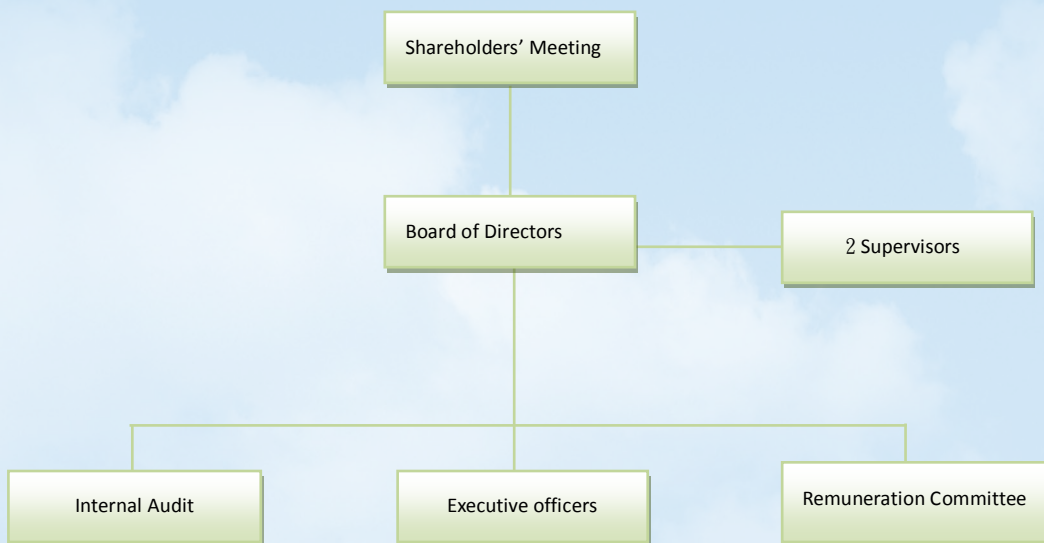 Shareholders’ Meeting
Board of Directors
2 Supervisors
Internal Audit
Executive officers
Remuneration Committee